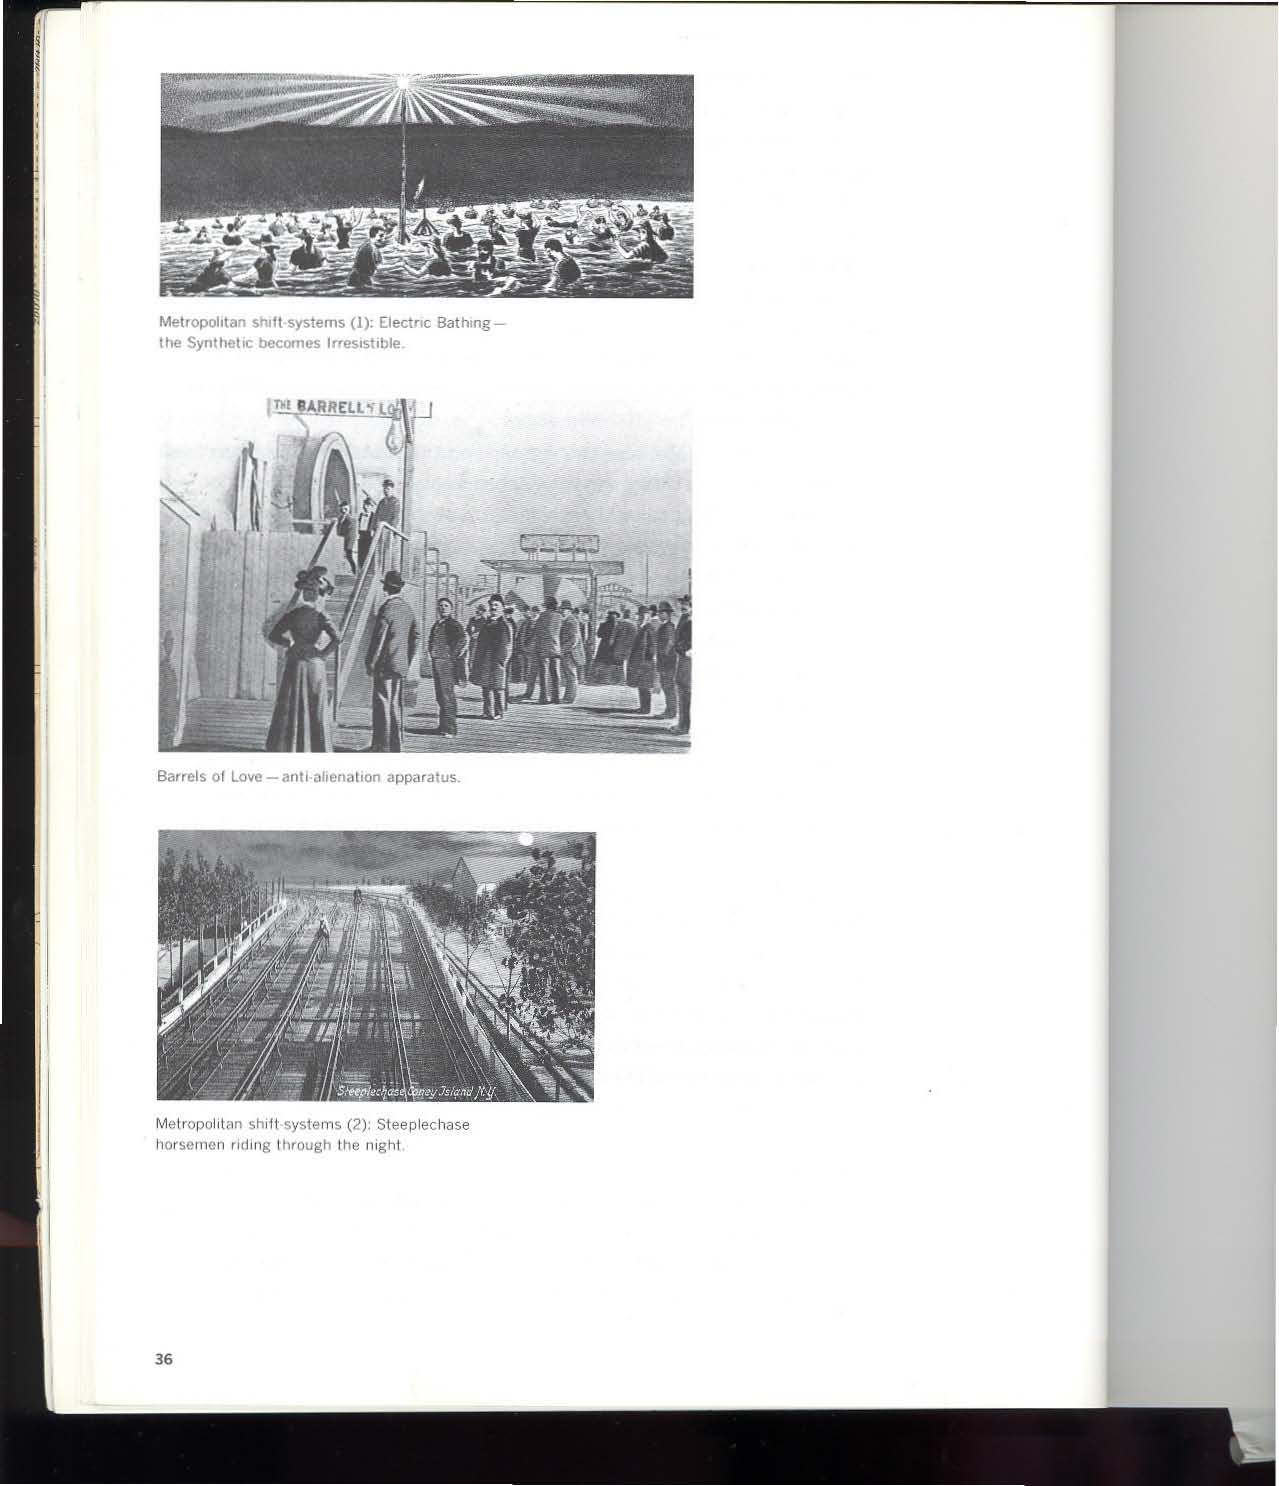 THE BARRELL OF LO
Metropolitan shift-systems (1): Electric Bathing—
the Synthetic becomes Irresistible.
Barrels of Love — anti-alienation apparatus.
Steeplechase Coney Island N.Y.
Metropolitan shift-systems (2): Steeplechase
horsemen riding through the night.
36